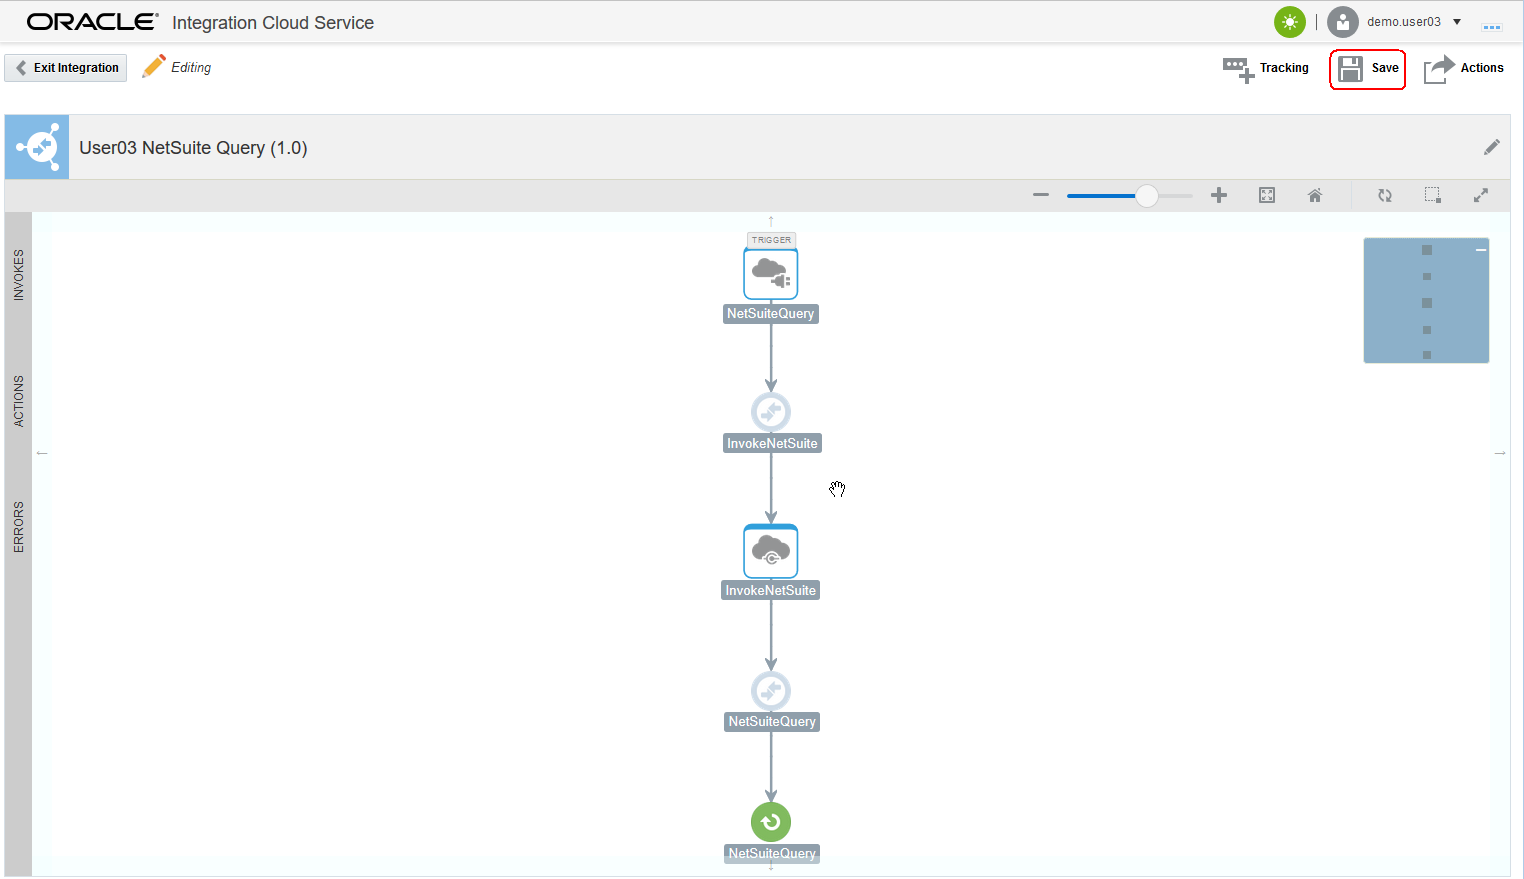 ORACLE Integration Cloud Service
demo.user03
Exit Integration
Editing
Tracking
Save
Actions
User03 NetSuite Query (1.0)
INVOKES
ACTIONS
ERRORS
TRIGGER
NetSuiteQuery
InvokeNetSuite
InvokeNetSuite
NetSuiteQuery
NetSuiteQuery